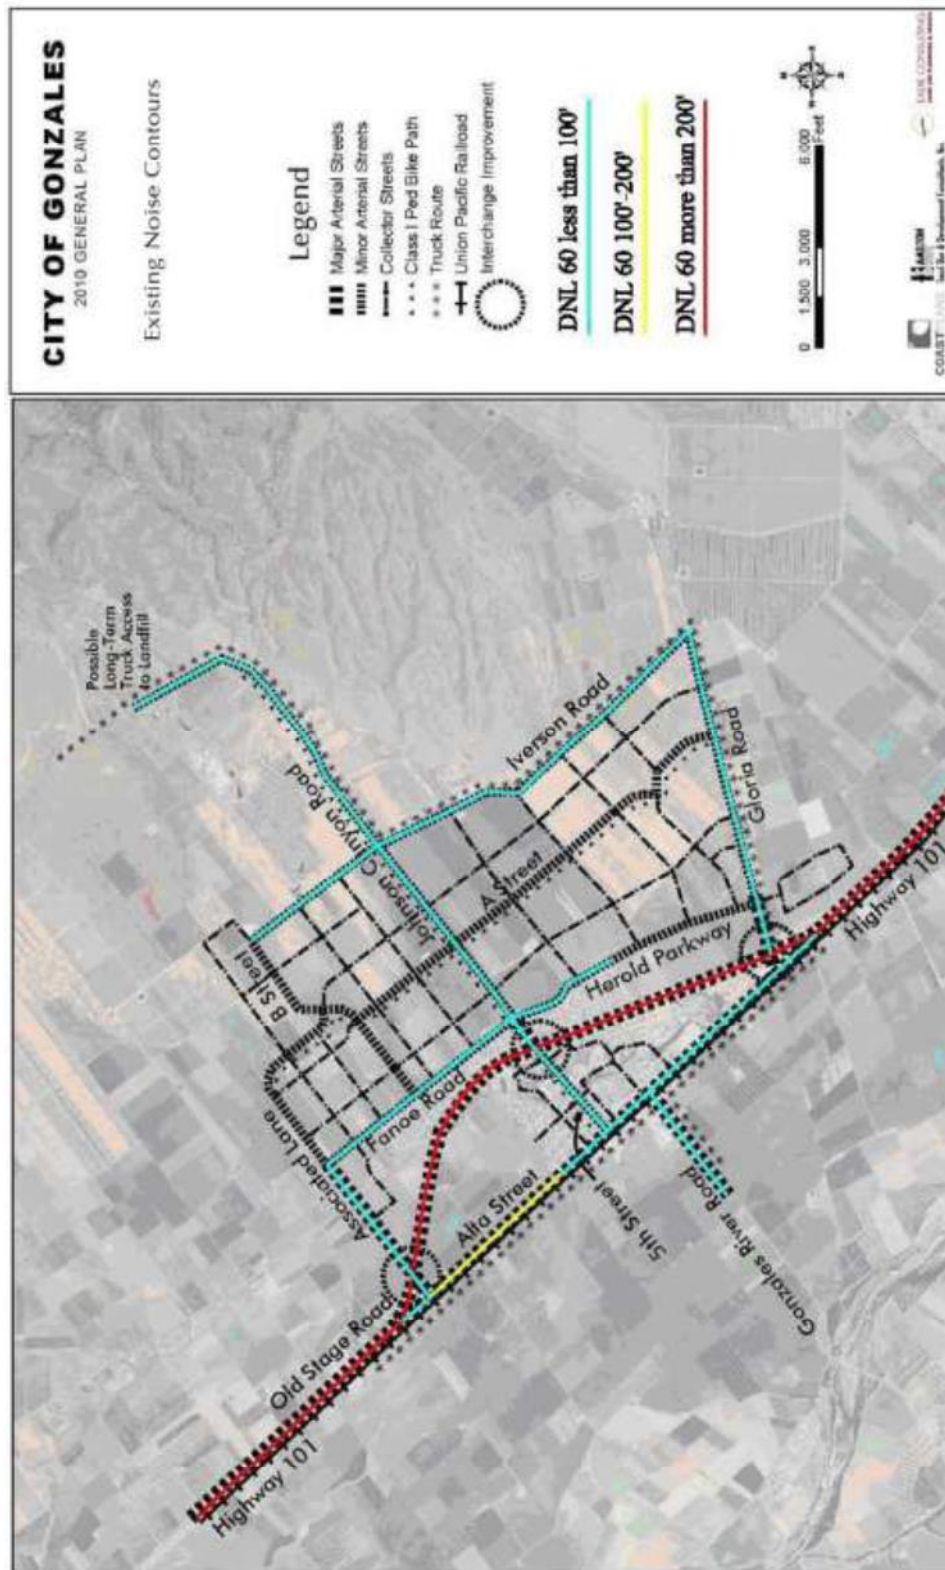 CITY OF GONZALES
2010 GENERAL PLAN
Existing Noise Contours
Legend
Major Arterial Streets
Minor Arterial Streets
Collector Streets
Class I Ped Bike Path
Truck Route
Union Pacific Railroad
Interchange Improvement
DNL 60 less than 100'
DNL 60 100'-200'
DNL 60 more than 200'
0 1,500 3,000 6,000
Feet
Possible
Long-Term
Truck Access
to Landfill
Johnson Canyon Road
Iverson Road
B Street
A Street
Gloria Road
Herold Parkway
Associated Lane
Fanoe Road
Highway 101
Alta Street
5th Street
Gonzales River Road
Old Stage Road
Highway 101